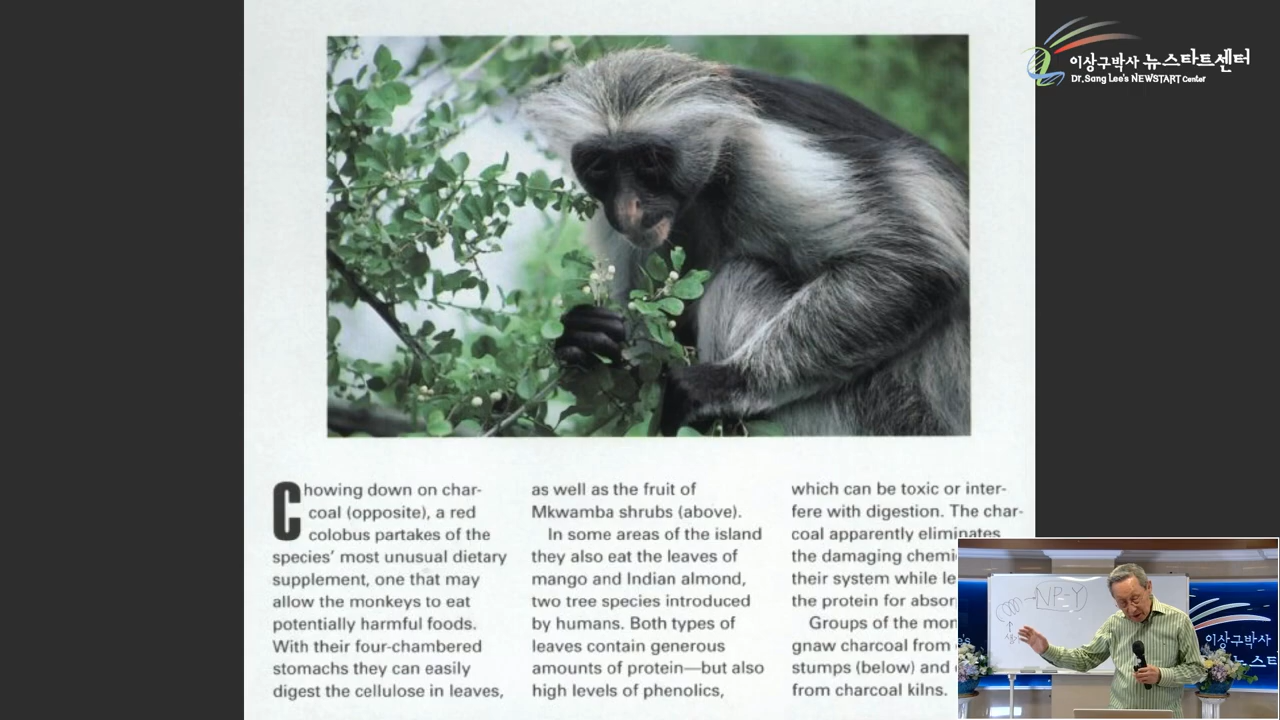 이상구박사 뉴스타트센터
Dr. Sang Lee's NEWSTART Center
Chowing down on char-
coal (opposite), a red
colobus partakes of the
species' most unusual dietary
supplement, one that may
allow the monkeys to eat
potentially harmful foods.
With their four-chambered
stomachs they can easily
digest the cellulose in leaves,
as well as the fruit of
Mkwamba shrubs (above).
In some areas of the island
they also eat the leaves of
mango and Indian almond,
two tree species introduced
by humans. Both types of
leaves contain generous
amounts of protein—but also
high levels of phenolics,
which can be toxic or inter-
fere with digestion. The char-
coal apparently eliminates
the damaging
their system while
the protein for
Groups of the
gnaw charcoal from
stumps (below) and
from charcoal kilns.
NP-Y
이상구박사